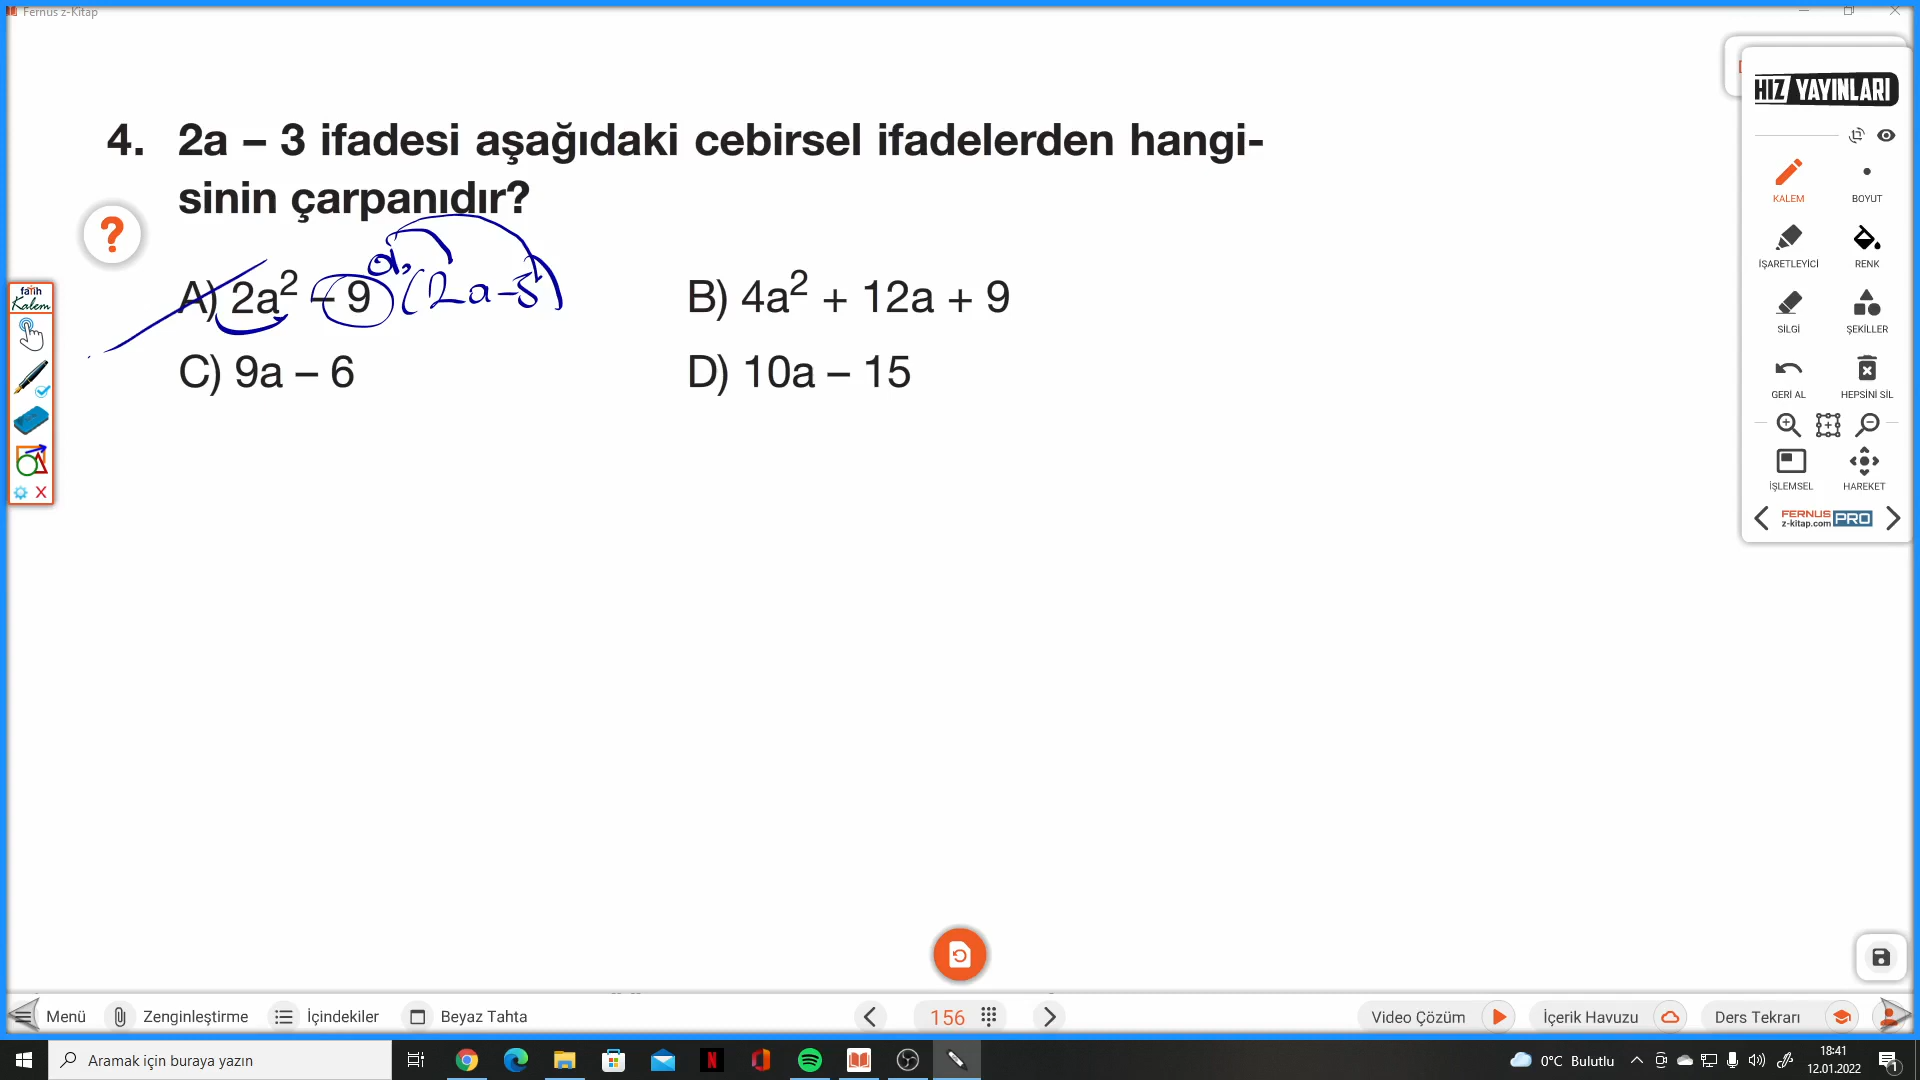 Fernus z-Kitap
HIZ YAYINLARI
4. 2a – 3 ifadesi aşağıdaki cebirsel ifadelerden hangi-
sinin çarpanıdır?
?
a,
A) 2a² – 9 (2a-3)
B) 4a² + 12a + 9
C) 9a – 6
D) 10a – 15
fatih
Kalem
X
KALEM
BOYUT
İŞARETLEYİCİ
RENK
SİLGİ
ŞEKİLLER
GERİ AL
HEPSİNİ SİL
İŞLEMSEL
HAREKET
FERNUS
z-kitap.com PRO
Menü
Zenginleştirme
İçindekiler
Beyaz Tahta
156
Video Çözüm
İçerik Havuzu
Ders Tekrarı
Aramak için buraya yazın
N
0°C Bulutlu
18:41
12.01.2022
1